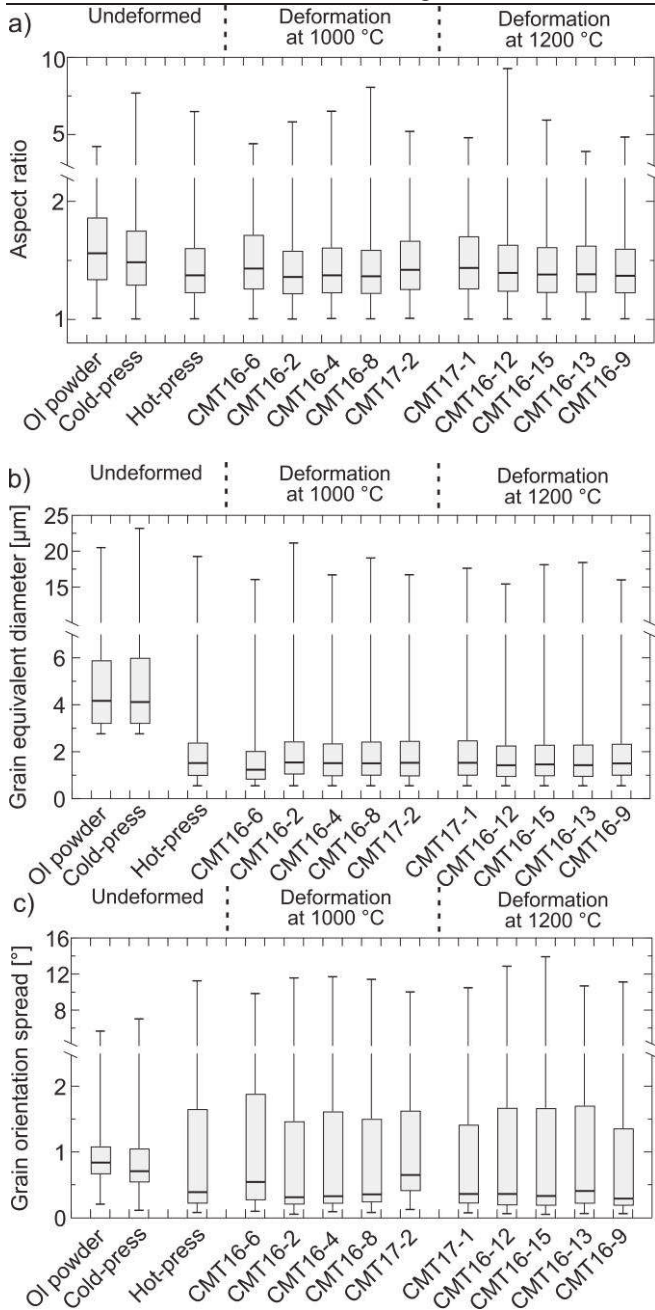 Undeformed
Deformation
at 1000 °C
Deformation
at 1200 °C
a)
Aspect ratio
10
5
2
1
Ol powder
Cold-press
Hot-press
CMT16-6
CMT16-2
CMT16-4
CMT16-8
CMT17-2
CMT17-1
CMT16-12
CMT16-15
CMT16-13
CMT16-9
b)
Undeformed
Deformation
at 1000 °C
Deformation
at 1200 °C
Grain equivalent diameter [µm]
25
20
15
6
4
2
0
Ol powder
Cold-press
Hot-press
CMT16-6
CMT16-2
CMT16-4
CMT16-8
CMT17-2
CMT17-1
CMT16-12
CMT16-15
CMT16-13
CMT16-9
c)
Undeformed
Deformation
at 1000 °C
Deformation
at 1200 °C
Grain orientation spread [°]
16
12
8
2
1
0
Ol powder
Cold-press
Hot-press
CMT16-6
CMT16-2
CMT16-4
CMT16-8
CMT17-2
CMT17-1
CMT16-12
CMT16-15
CMT16-13
CMT16-9